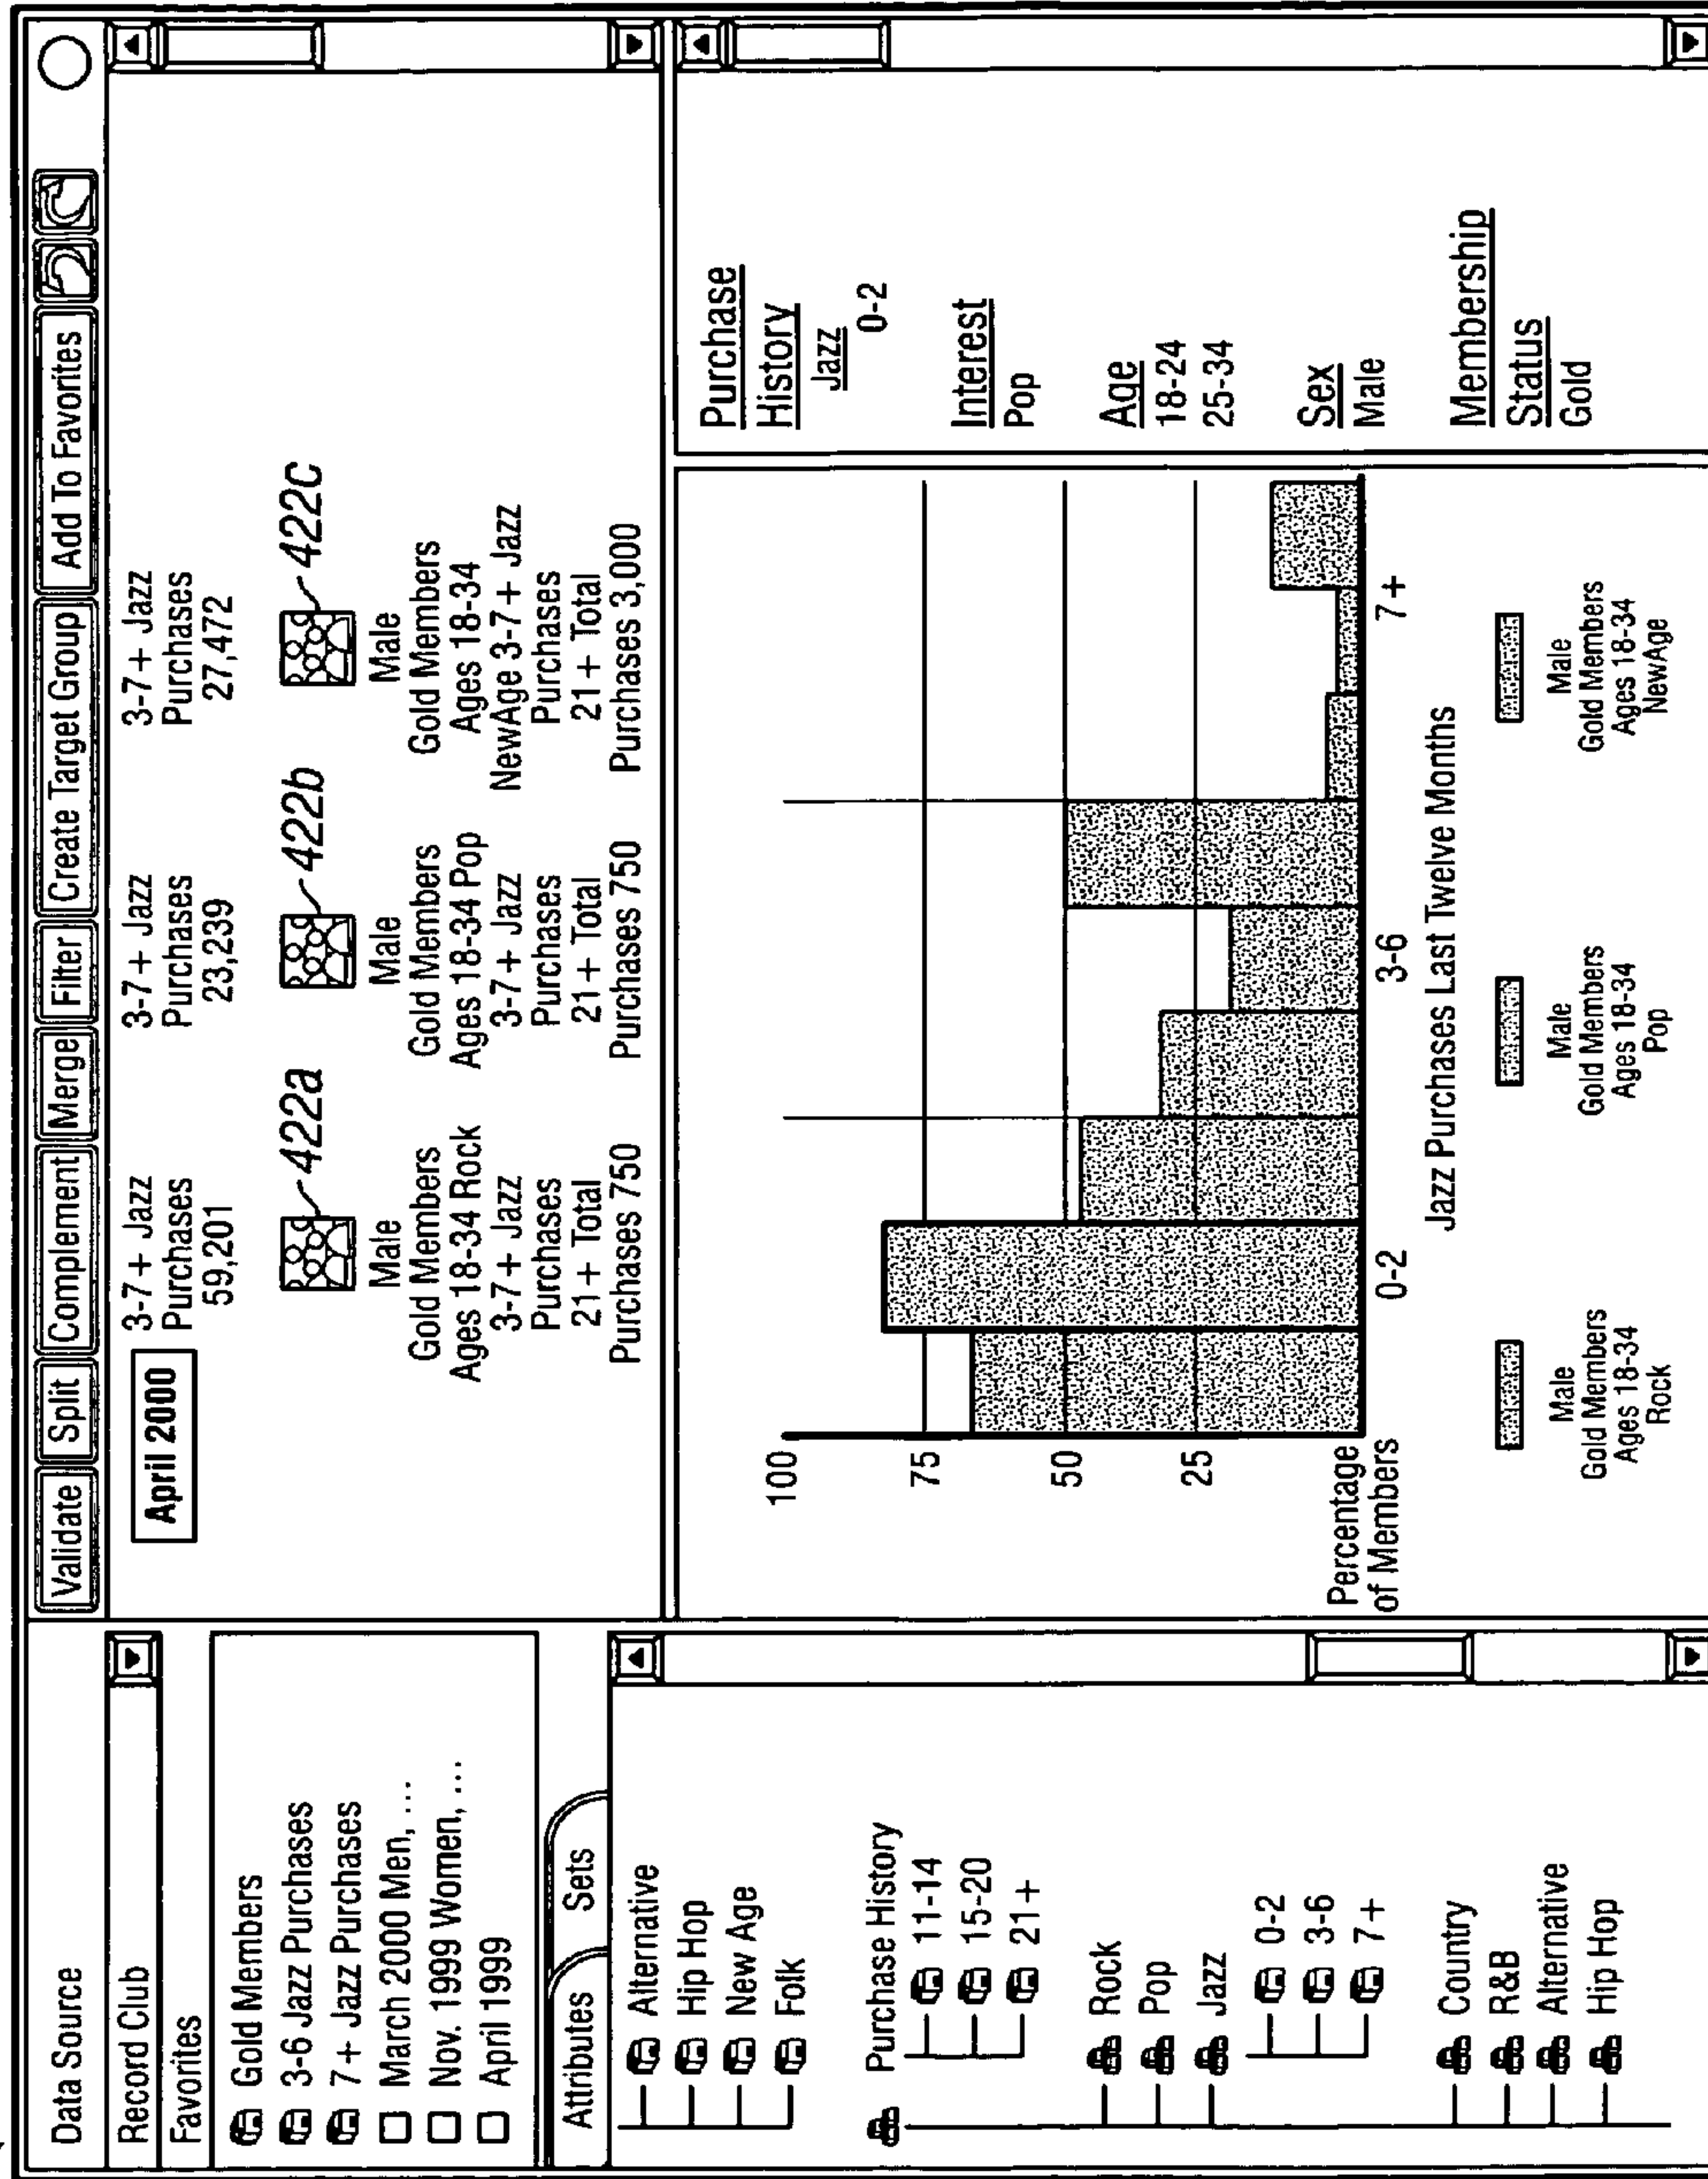 Data Source
Record Club
Favorites
Gold Members
3-6 Jazz Purchases
7+ Jazz Purchases
March 2000 Men, ...
Nov. 1999 Women, ...
April 1999
Attributes
Sets
Alternative
Hip Hop
New Age
Folk
Purchase History
11-14
15-20
21+
Rock
Pop
Jazz
0-2
3-6
7+
Country
R&B
Alternative
Hip Hop
Validate
Split
Complement
Merge
Filter
Create Target Group
Add To Favorites
April 2000
3-7+ Jazz
Purchases
59,201
3-7+ Jazz
Purchases
23,239
3-7+ Jazz
Purchases
27,472
422a
Male
Gold Members
Ages 18-34 Rock
3-7+ Jazz
Purchases
21+ Total
Purchases 750
422b
Male
Gold Members
Ages 18-34 Pop
3-7+ Jazz
Purchases
21+ Total
Purchases 750
422c
Male
Gold Members
Ages 18-34
NewAge 3-7+ Jazz
Purchases
21+ Total
Purchases 3,000
100
75
50
25
Percentage
of Members
0-2
3-6
7+
Jazz Purchases Last Twelve Months
Male
Gold Members
Ages 18-34
Rock
Male
Gold Members
Ages 18-34
Pop
Male
Gold Members
Ages 18-34
NewAge
Purchase
History
Jazz
0-2
Interest
Pop
Age
18-24
25-34
Sex
Male
Membership
Status
Gold